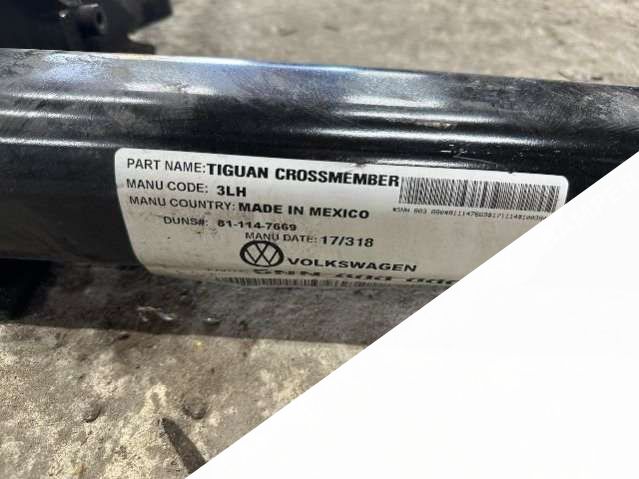 PART NAME: TIGUAN CROSSMEMBER
MANU CODE: 3LH
MANU COUNTRY: MADE IN MEXICO
DUNS#: 81-114-7669
MANU DATE: 17/318
VOLKSWAGEN